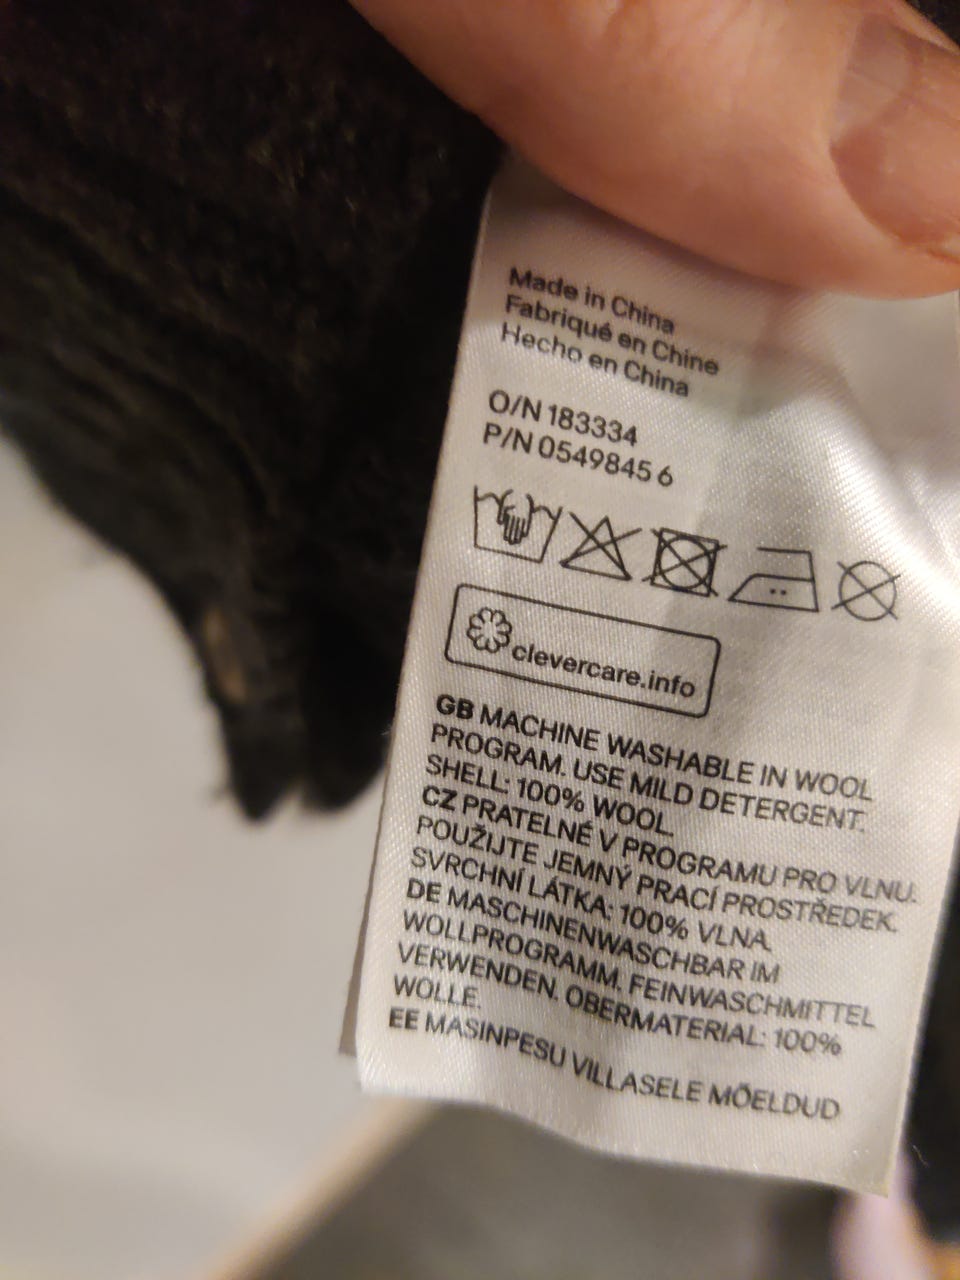 Made in China
Fabriqué en Chine
Hecho en China
O/N 183334
P/N 0549845 6
clevercare.info
GB MACHINE WASHABLE IN WOOL
PROGRAM. USE MILD DETERGENT.
SHELL: 100% WOOL
CZ PRATELNÉ V PROGRAMU PRO VLNU.
POUŽIJTE JEMNÝ PRACÍ PROSTŘEDEK.
SVRCHNÍ LÁTKA: 100% VLNA
DE MASCHINENWASCHBAR IM
WOLLPROGRAMM. FEINWASCHMITTEL
VERWENDEN. OBERMATERIAL: 100%
WOLLE.
EE MASINPESU VILLASELE MÕELDUD